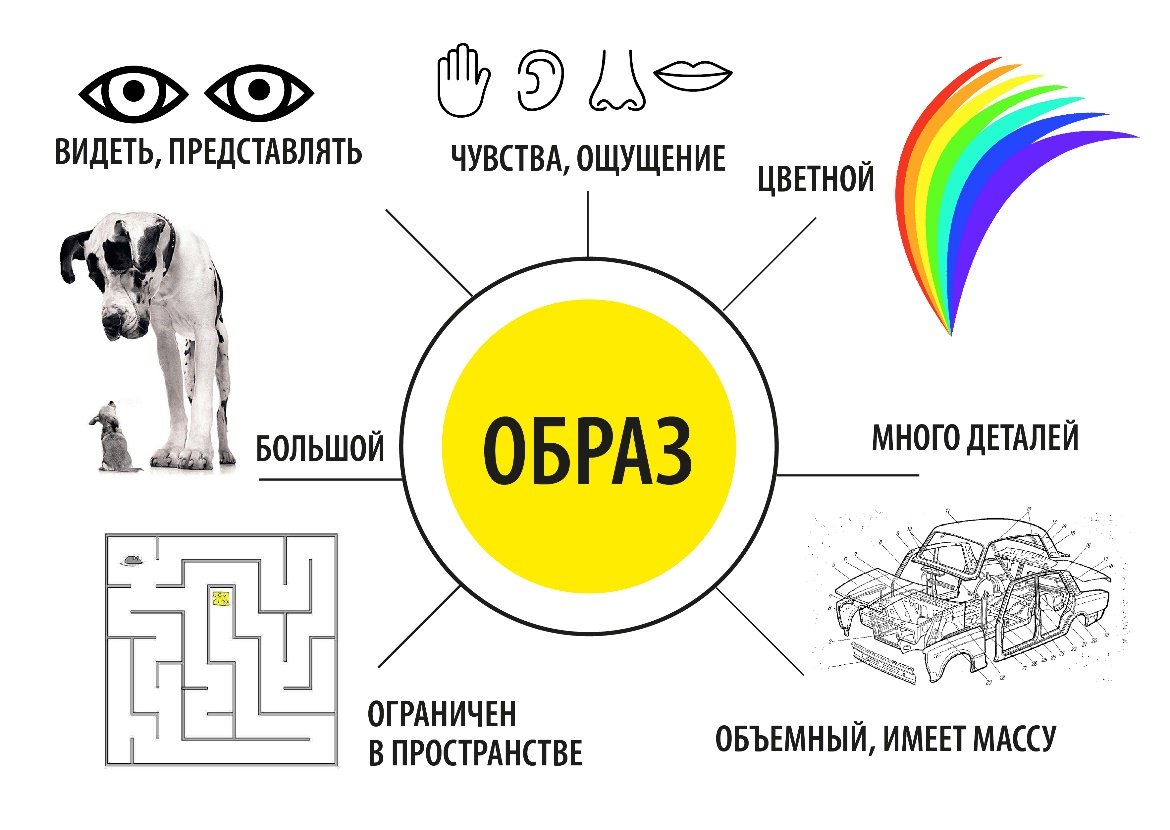 ВИДЕТЬ, ПРЕДСТАВЛЯТЬ
ЧУВСТВА, ОЩУЩЕНИЕ
ЦВЕТНОЙ
БОЛЬШОЙ
ОБРАЗ
МНОГО ДЕТАЛЕЙ
ОГРАНИЧЕН
В ПРОСТРАНСТВЕ
ОБЪЕМНЫЙ, ИМЕЕТ МАССУ